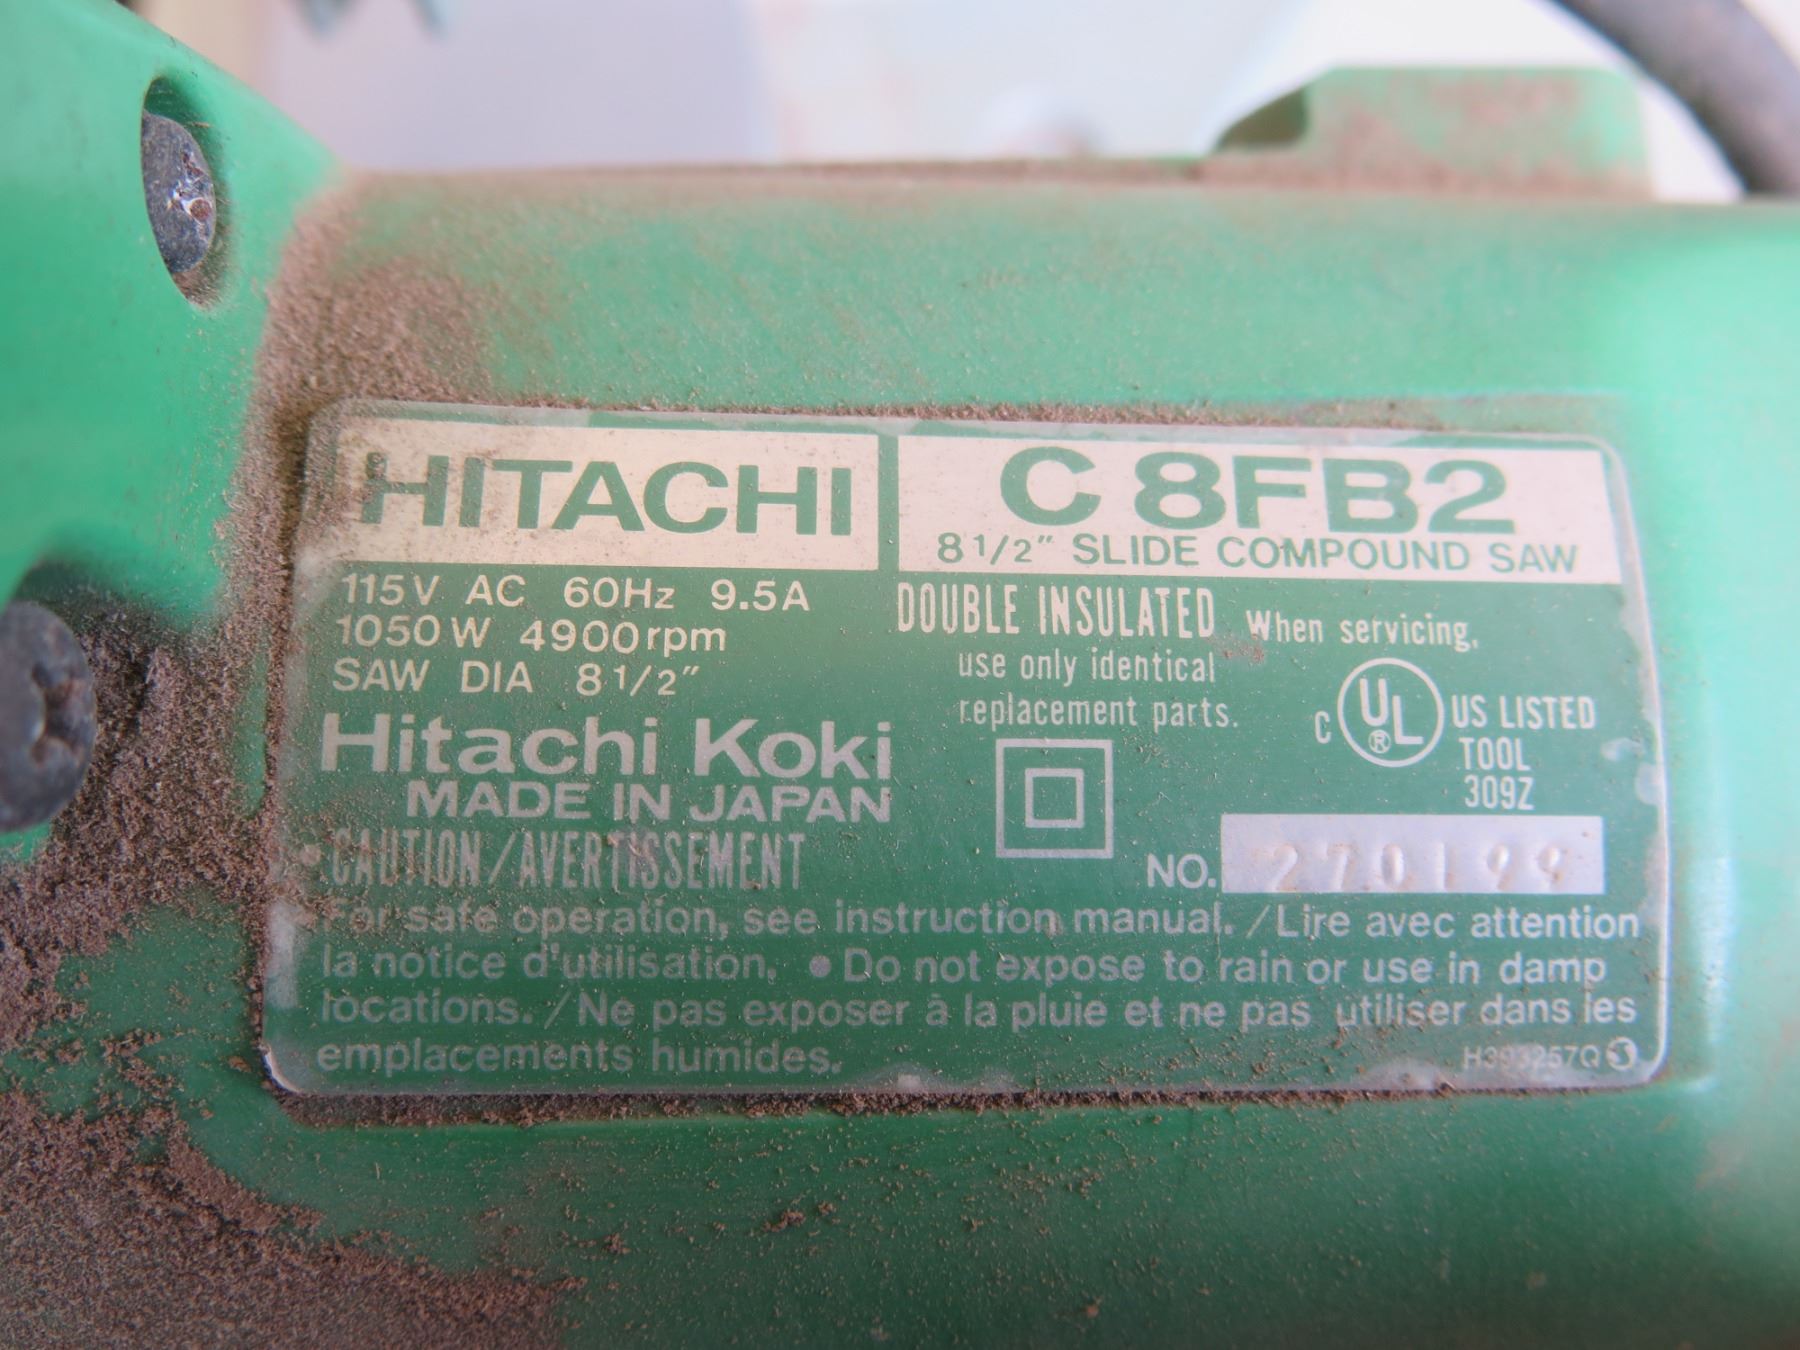 HITACHI
C 8FB2
8 1/2" SLIDE COMPOUND SAW
115V AC 60Hz 9.5A
1050W 4900rpm
SAW DIA 8 1/2"
Hitachi Koki
MADE IN JAPAN
DOUBLE INSULATED When servicing,
use only identical
replacement parts.
C UL ® US LISTED
TOOL
309Z
NO. 270199
CAUTION/AVERTISSEMENT
For safe operation, see instruction manual. /Lire avec attention
la notice d'utilisation. ●Do not expose to rain or use in damp
locations. /Ne pas exposer à la pluie et ne pas utiliser dans les
emplacements humides.
H393257Q